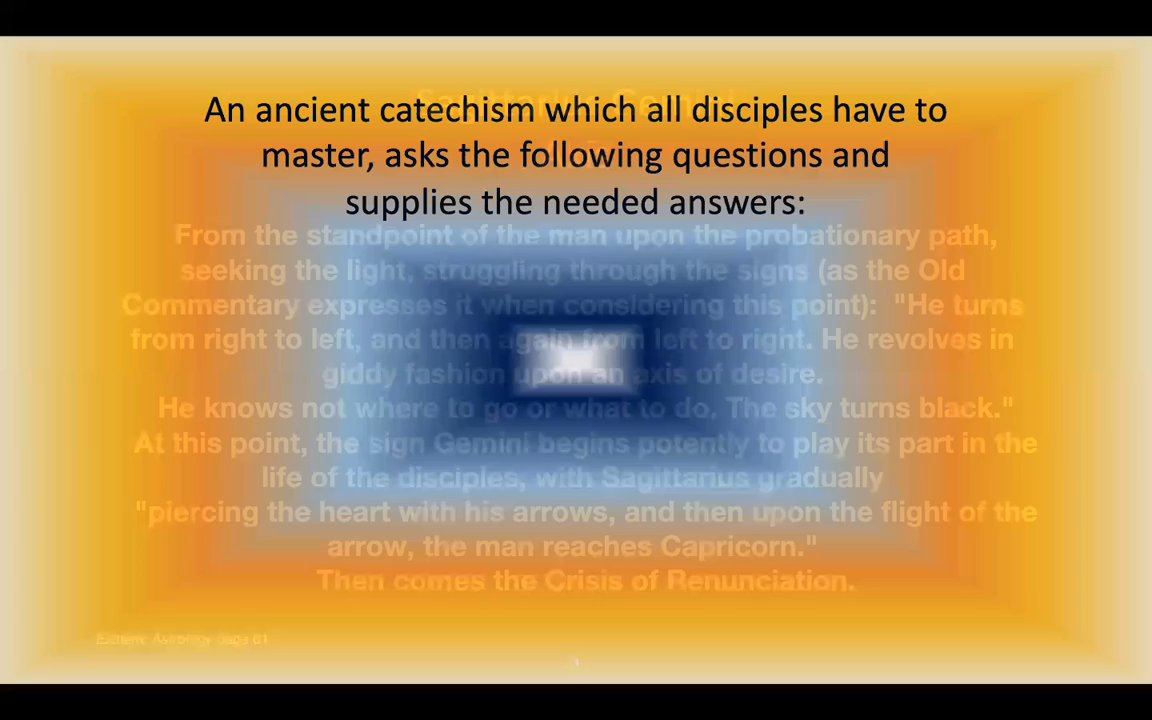 An ancient catechism which all disciples have to
master, asks the following questions and
supplies the needed answers:
From the standpoint of the man upon the probationary path,
seeking the light, struggling through the signs (as the Old
Commentary expresses it when considering this point): "He turns
from right to left, and then again from left to right. He revolves in
giddy fashion upon an axis of desire.
He knows not where to go or what to do. The sky turns black."
At this point, the sign Gemini begins potently to play its part in the
life of the disciples, with Sagittarius gradually
"piercing the heart with his arrows, and then upon the flight of the
arrow, the man reaches Capricorn."
Then comes the Crisis of Renunciation.
Esoteric Astrology page 61